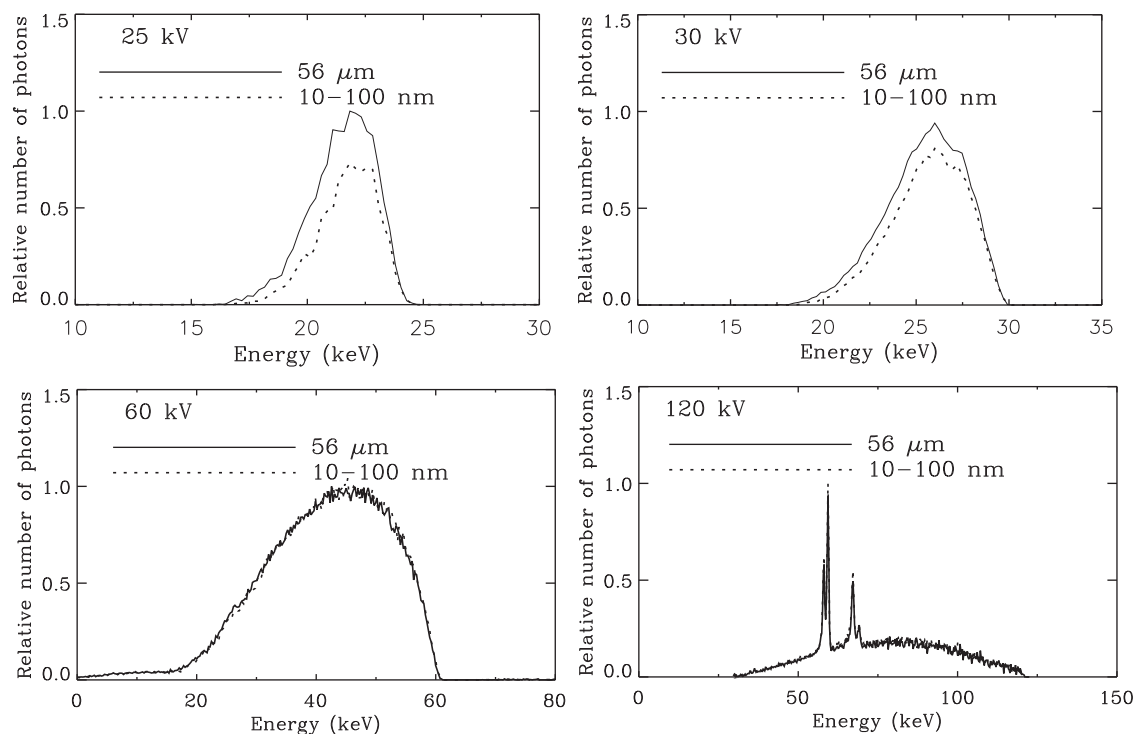 25 kV
56 μm
10–100 nm
Relative number of photons
1.5
1.0
0.5
0.0
10
15
20
25
30
Energy (keV)
30 kV
56 μm
10–100 nm
Relative number of photons
1.5
1.0
0.5
0.0
10
15
20
25
30
35
Energy (keV)
60 kV
56 μm
10–100 nm
Relative number of photons
1.5
1.0
0.5
0.0
0
20
40
60
80
Energy (keV)
120 kV
56 μm
10–100 nm
Relative number of photons
1.5
1.0
0.5
0.0
0
50
100
150
Energy (keV)